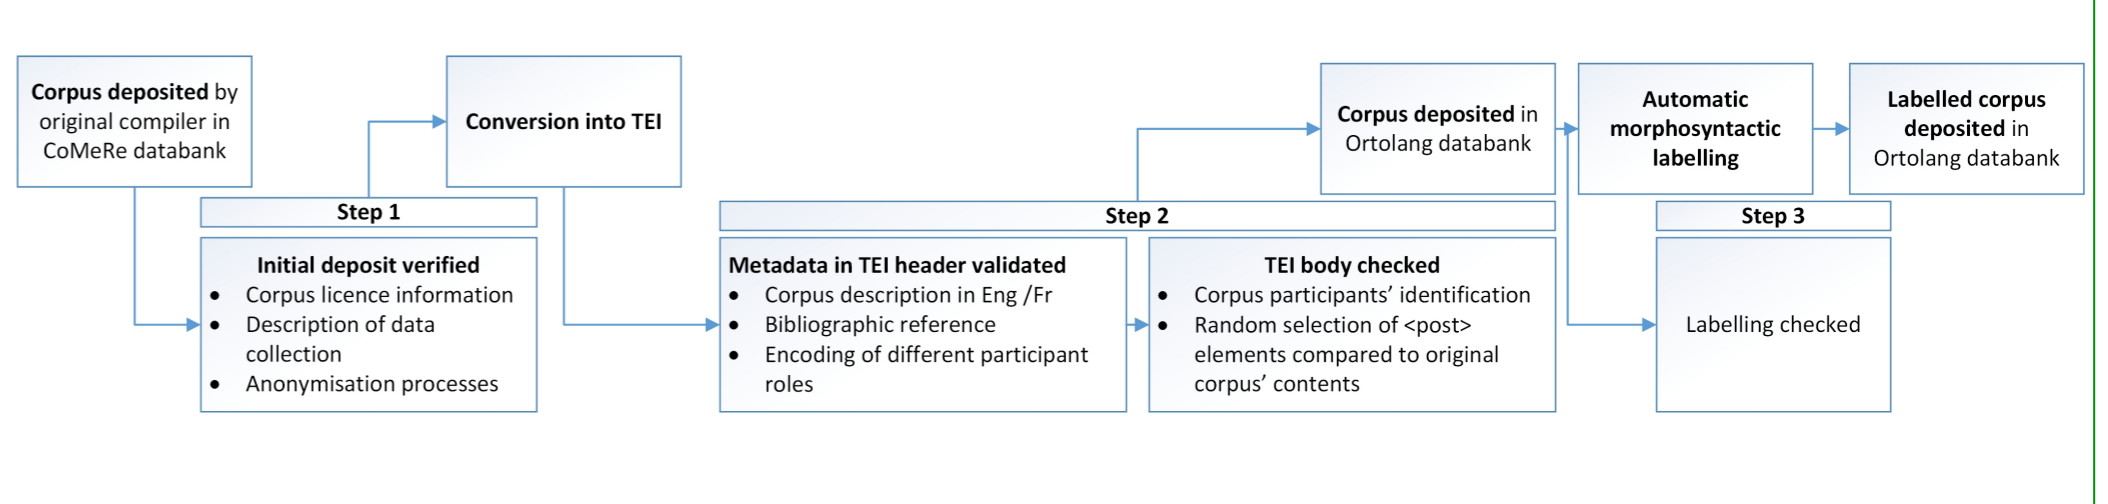 Corpus deposited by
original compiler in
CoMeRe databank
Step 1
Initial deposit verified
• Corpus licence information
• Description of data
collection
• Anonymisation processes
Conversion into TEI
Step 2
Metadata in TEI header validated
• Corpus description in Eng /Fr
• Bibliographic reference
• Encoding of different participant
roles
TEI body checked
• Corpus participants’ identification
• Random selection of <post>
elements compared to original
corpus’ contents
Corpus deposited in
Ortolang databank
Automatic
morphosyntactic
labelling
Labelled corpus
deposited in
Ortolang databank
Step 3
Labelling checked